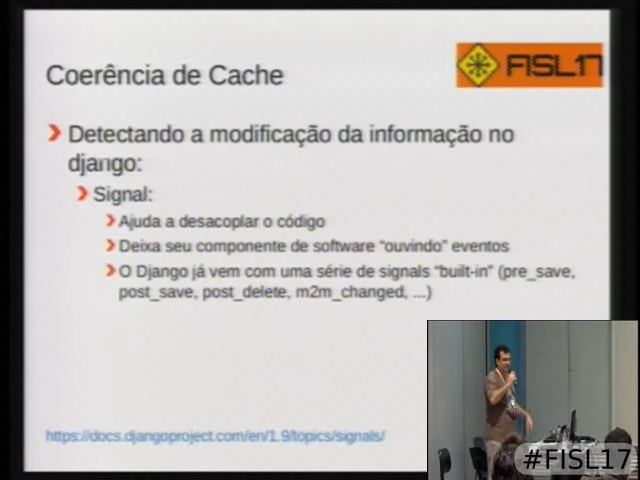 Coerência de Cache
FISL17
Detectando a modificação da informação no
django:
Signal:
Ajuda a desacoplar o código
Deixa seu componente de software “ouvindo” eventos
O Django já vem com uma série de signals “built-in” (pre_save,
post_save, post_delete, m2m_changed, ...)
https://docs.djangoproject.com/en/1.9/topics/signals/
#FISL17